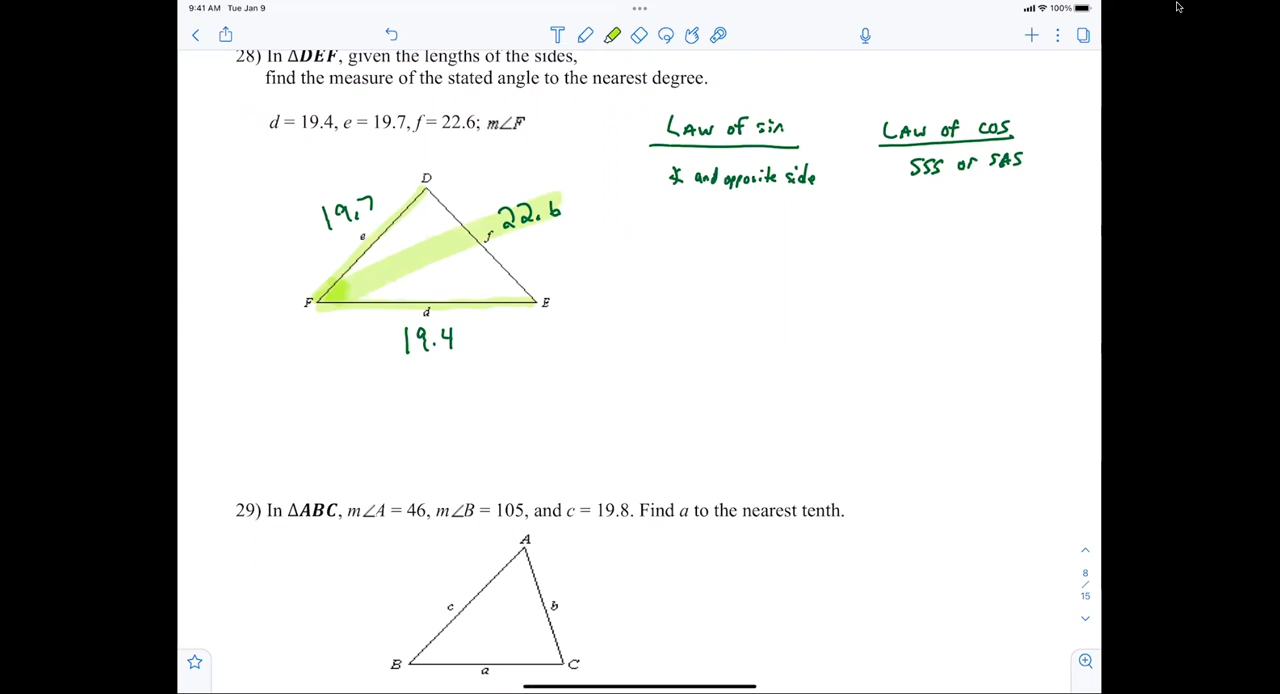 9:41 AM Tue Jan 9
100%
28) In ΔDEF, given the lengths of the sides,
find the measure of the stated angle to the nearest degree.
d = 19.4, e = 19.7, f = 22.6; m∠F
LAW of sin
LAW of cos
∡ and opposite side
SSS or SAS
D
19.7
22.6
e
f
F
E
d
19.4
29) In ΔABC, m∠A = 46, m∠B = 105, and c = 19.8. Find a to the nearest tenth.
A
c
b
B
C
a
8
/
15